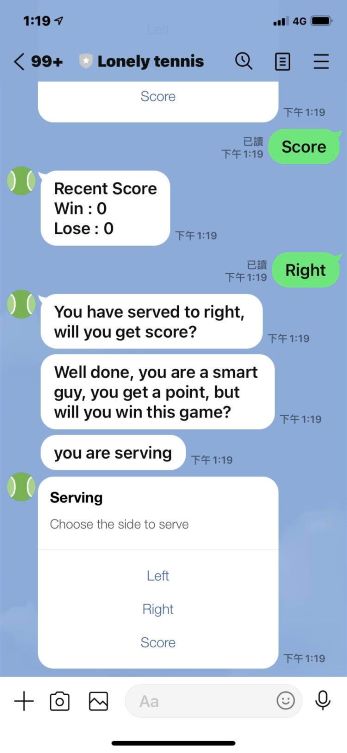 1:19
4G
99+ Lonely tennis
Score
下午 1:19
已讀
下午 1:19
Score
Recent Score
Win : 0
Lose : 0
下午 1:19
已讀
下午 1:19
Right
You have served to right,
will you get score?
下午 1:19
Well done, you are a smart
guy, you get a point, but
will you win this game?
下午 1:19
you are serving
下午 1:19
Serving
Choose the side to serve
Left
Right
Score
下午 1:19
Aa